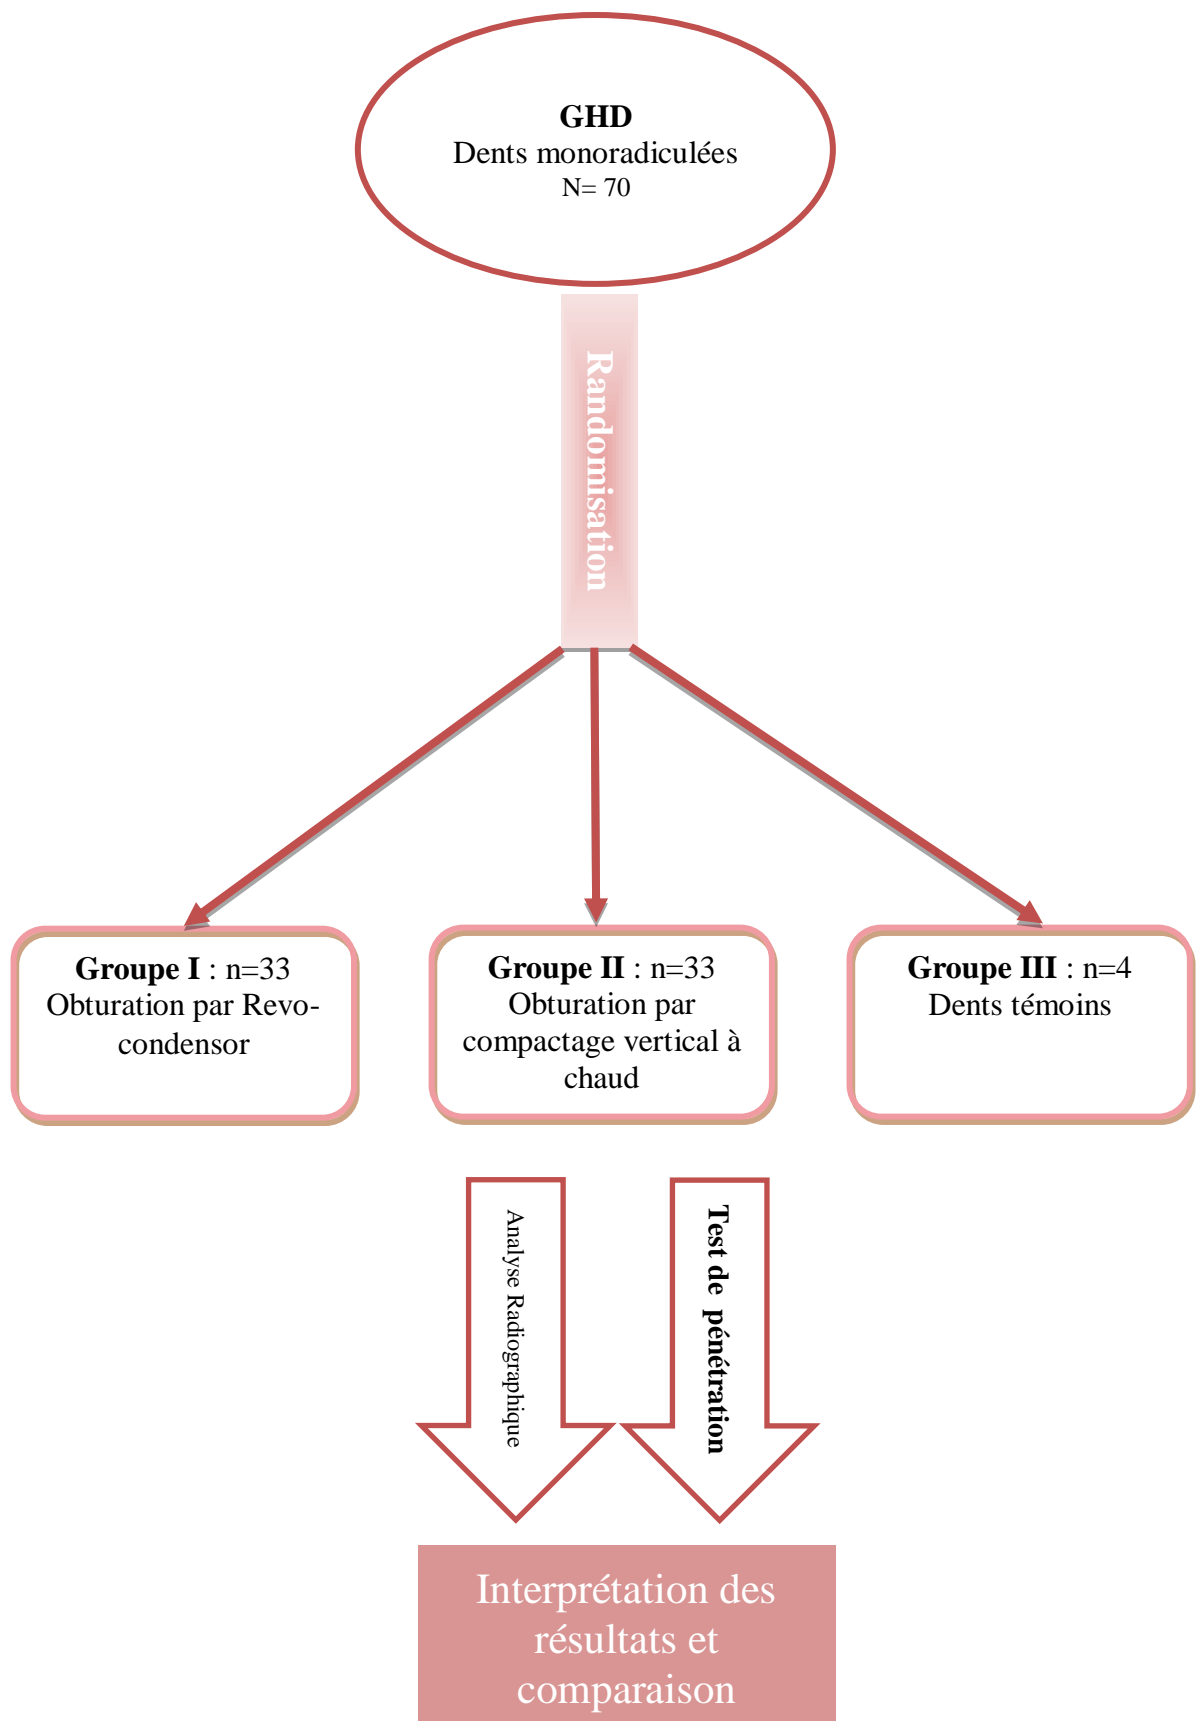 GHD
Dents monoradiculées
N= 70
Randomisation
Groupe I : n=33
Obturation par Revo-
condensor
Groupe II : n=33
Obturation par
compactage vertical à
chaud
Groupe III : n=4
Dents témoins
Analyse Radiographique
Test de pénétration
Interprétation des
résultats et
comparaison